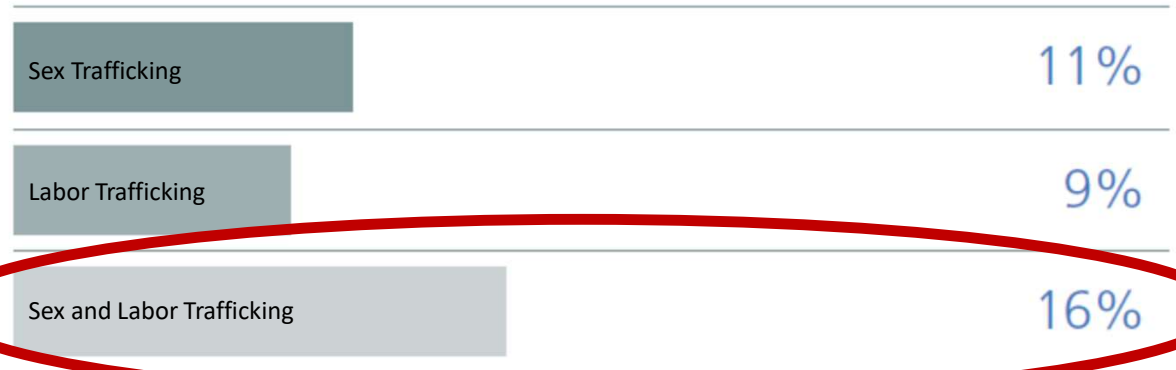 Sex Trafficking 11%
Labor Trafficking 9%
Sex and Labor Trafficking 16%